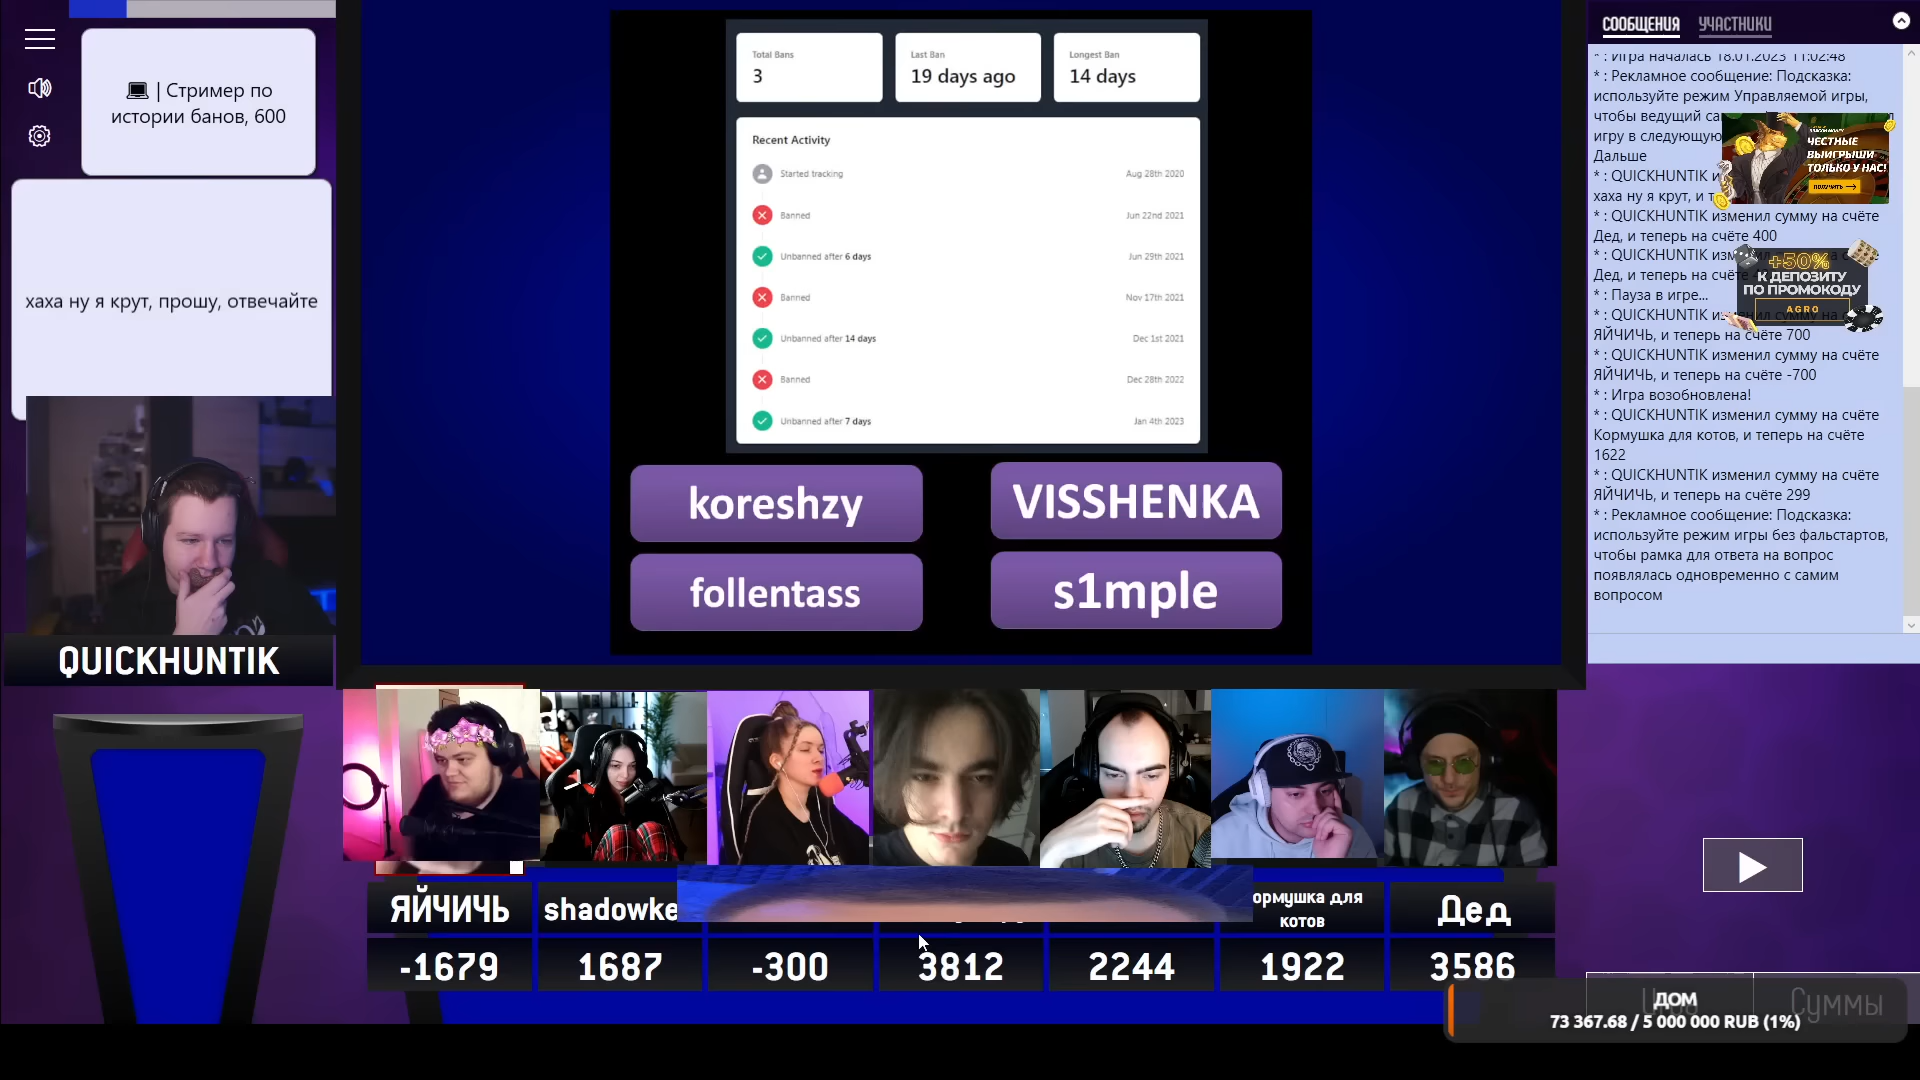 💻 | Стример по
истории банов, 600
хаха ну я крут, прошу, отвечайте
QUICKHUNTIK
Total Bans
3
Last Ban
19 days ago
Longest Ban
14 days
Recent Activity
Started tracking Aug 28th 2020
Banned Jun 22nd 2021
Unbanned after 6 days Jun 29th 2021
Banned Nov 17th 2021
Unbanned after 14 days Dec 1st 2021
Banned Dec 28th 2022
Unbanned after 7 days Jan 4th 2023
koreshzy
VISSHENKA
follentass
s1mple
СООБЩЕНИЯ УЧАСТНИКИ
* : Игра началась 18.01.2023 11:02:48
* : Рекламное сообщение: Подсказка:
используйте режим Управляемой игры,
чтобы ведущий
игру в следующую
Дальше
* : QUICKHUNTIK
хаха ну я крут, и
* : QUICKHUNTIK изменил сумму на счёте
Дед, и теперь на счёте 400
* : QUICKHUNTIK
Дед, и теперь на счёте
* : Пауза в игре...
* : QUICKHUNTIK
ЯЙЧИЧЬ, и теперь на счёте 700
* : QUICKHUNTIK изменил сумму на счёте
ЯЙЧИЧЬ, и теперь на счёте -700
* : Игра возобновлена!
* : QUICKHUNTIK изменил сумму на счёте
Кормушка для котов, и теперь на счёте
1622
* : QUICKHUNTIK изменил сумму на счёте
ЯЙЧИЧЬ, и теперь на счёте 299
* : Рекламное сообщение: Подсказка:
используйте режим игры без фальстартов,
чтобы рамка для ответа на вопрос
появлялась одновременно с самим
вопросом
ЧЕСТНЫЕ
ВЫИГРЫШИ
ТОЛЬКО У НАС!
ПОЛУЧИТЬ
+50%
К ДЕПОЗИТУ
ПО ПРОМОКОДУ
AGRO
ЯЙЧИЧЬ
shadowke
ормушка для
котов
Дед
-1679
1687
-300
3812
2244
1922
3586
Суммы
ДОМ
73 367.68 / 5 000 000 RUB (1%)